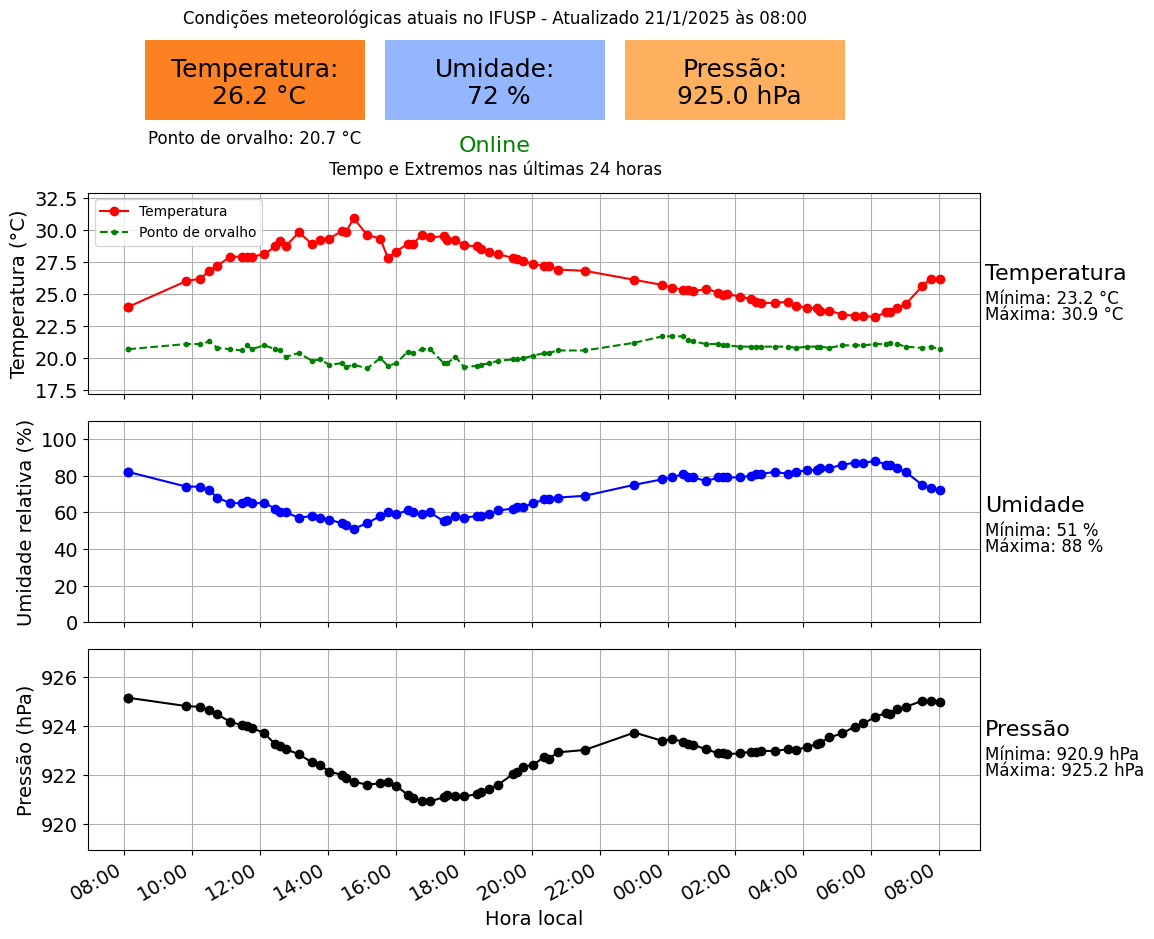 Condições meteorológicas atuais no IFUSP - Atualizado 21/1/2025 às 08:00
Temperatura:
26.2 °C
Umidade:
72 %
Pressão:
925.0 hPa
Ponto de orvalho: 20.7 °C
Online
Tempo e Extremos nas últimas 24 horas
Temperatura (°C)
32.5
30.0
27.5
25.0
22.5
20.0
17.5
Temperatura
Ponto de orvalho
Temperatura
Mínima: 23.2 °C
Máxima: 30.9 °C
Umidade relativa (%)
100
80
60
40
20
0
Umidade
Mínima: 51 %
Máxima: 88 %
Pressão (hPa)
926
924
922
920
Pressão
Mínima: 920.9 hPa
Máxima: 925.2 hPa
08:00
10:00
12:00
14:00
16:00
18:00
20:00
22:00
00:00
02:00
04:00
06:00
08:00
Hora local